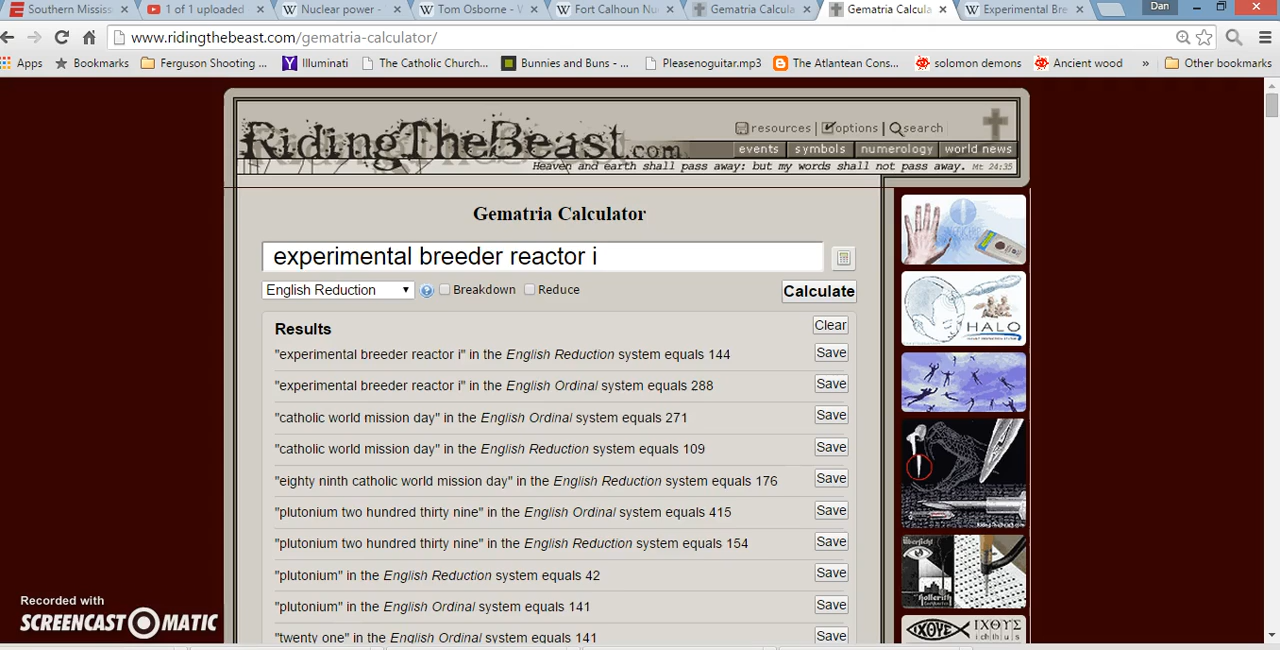 Southern Mississ
1 of 1 uploaded
Nuclear power -
Tom Osborne - W
Fort Calhoun Nu
Gematria Calcula
Gematria Calcula
Experimental Bre
Dan
www.ridingthebeast.com/gematria-calculator/
Apps
Bookmarks
Ferguson Shooting ...
Illuminati
The Catholic Church...
Bunnies and Buns - ...
Pleasenoguitar.mp3
The Atlantean Cons...
solomon demons
Ancient wood
»
Other bookmarks
RidingTheBeast.com
resources | options | search
events | symbols | numerology | world news
Heaven and earth shall pass away: but my words shall not pass away. Mt 24:35
Gematria Calculator
experimental breeder reactor i
English Reduction
Breakdown
Reduce
Calculate
Results
Clear
"experimental breeder reactor i" in the English Reduction system equals 144
Save
"experimental breeder reactor i" in the English Ordinal system equals 288
Save
"catholic world mission day" in the English Ordinal system equals 271
Save
"catholic world mission day" in the English Reduction system equals 109
Save
"eighty ninth catholic world mission day" in the English Reduction system equals 176
Save
"plutonium two hundred thirty nine" in the English Ordinal system equals 415
Save
"plutonium two hundred thirty nine" in the English Reduction system equals 154
Save
"plutonium" in the English Reduction system equals 42
Save
"plutonium" in the English Ordinal system equals 141
Save
"twenty one" in the English Ordinal system equals 141
Save
HALO
ΙΧΘΥΣ
ichthus
Recorded with
SCREENCAST-O-MATIC